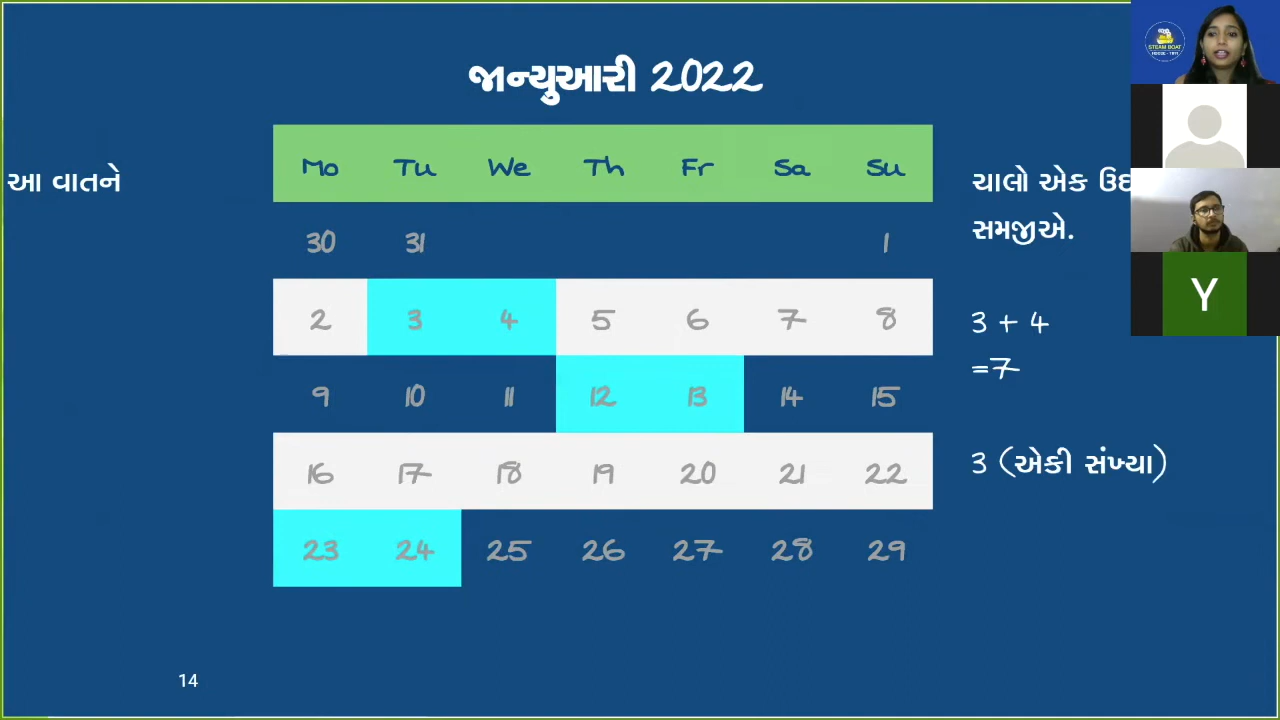 જાન્યુઆરી 2022
આ વાતને
Mo Tu We Th Fr Sa Su
30 31 1
2 3 4 5 6 7 8
9 10 11 12 13 14 15
16 17 18 19 20 21 22
23 24 25 26 27 28 29
ચાલો એક
સમજીએ.
3 + 4
=7
3 (એકી સંખ્યા)
14
STEAM BOAT
Y